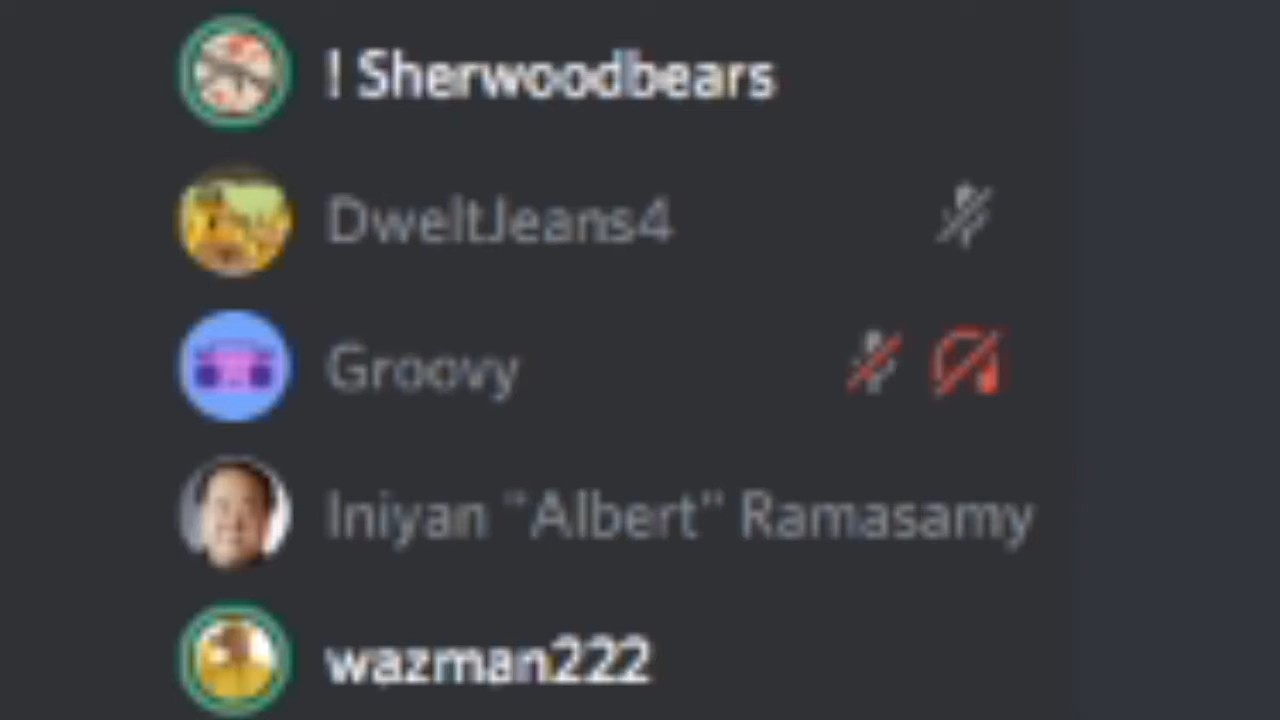 ! Sherwoodbears
DweltJeans4
Groovy
Iniyan "Albert" Ramasamy
wazman222